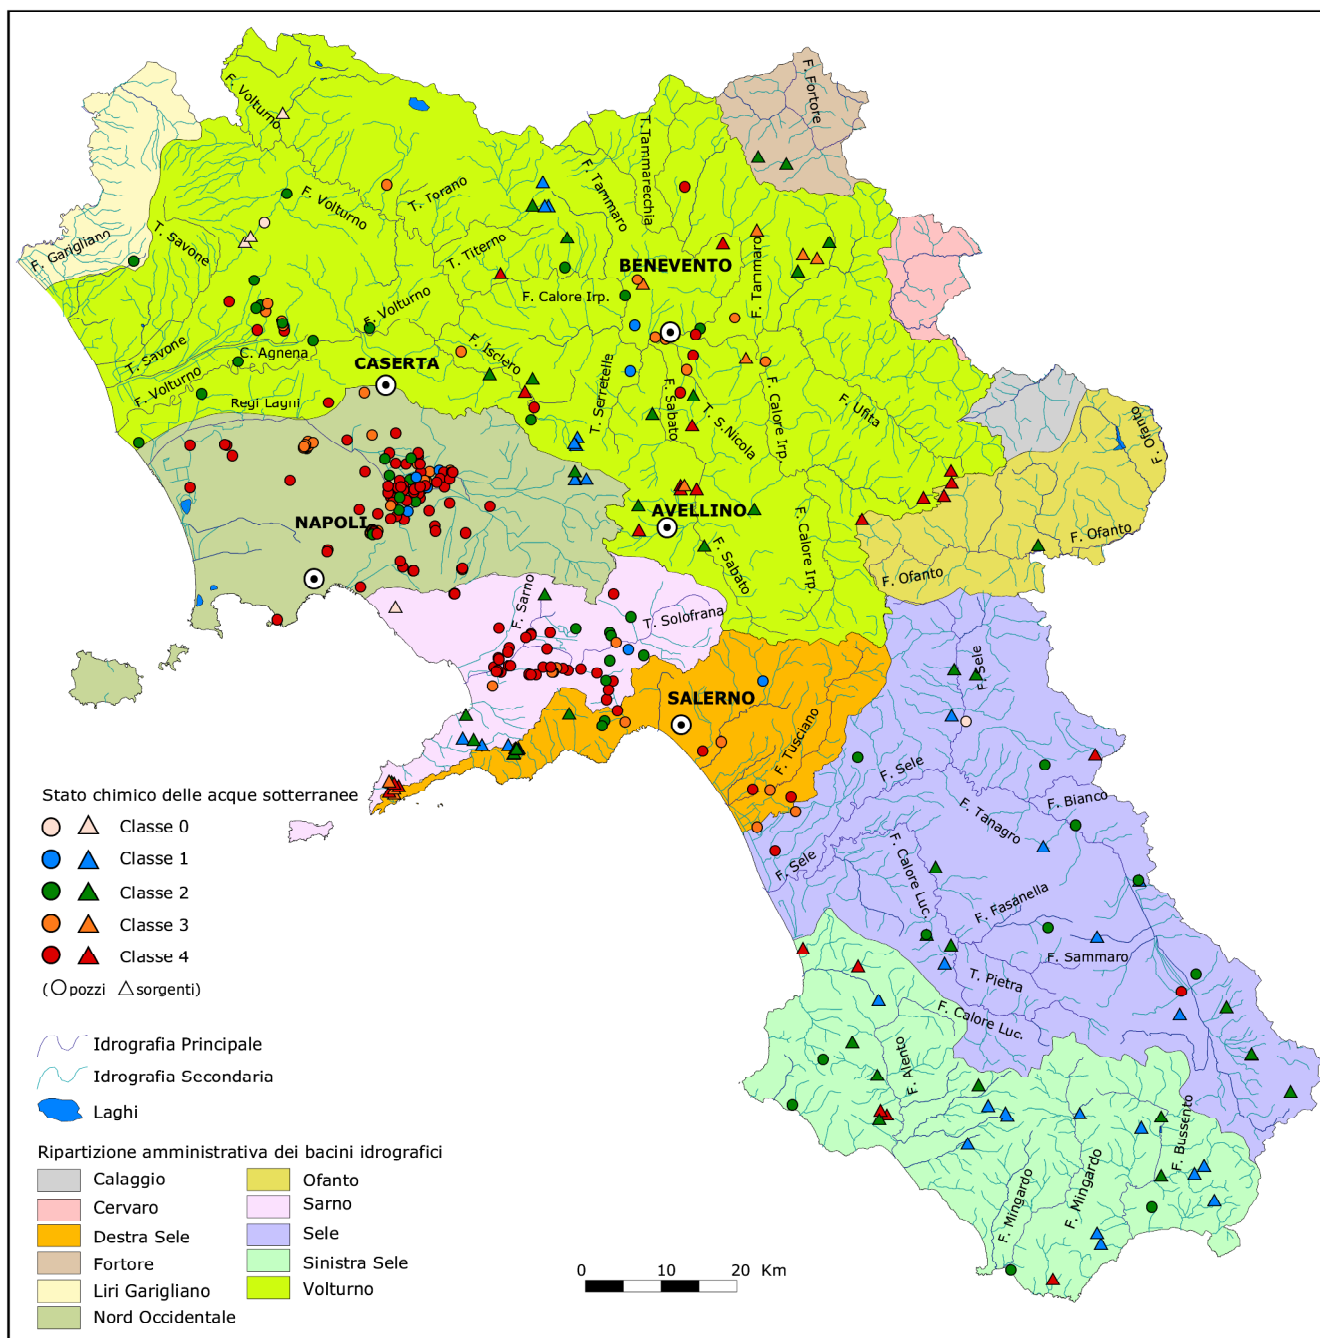 F. Fortore
F. Volturno
T. Tammarecchia
F. Tammaro
T. Torano
F. Volturno
T. Savone
F. Garigliano
T. Titerno
BENEVENTO
F. Tammaro
F. Calore Irp.
F. Volturno
T. Savone
C. Agnena
F. Isclero
CASERTA
F. Volturno
Regi Lagni
T. Serretelle
F. Sabato
T. S.Nicola
F. Calore Irp.
F. Ufita
F. Ofanto
NAPOLI
AVELLINO
F. Calore Irp.
F. Ofanto
F. Sabato
F. Ofanto
F. Sarno
T. Solofrana
F. Sele
SALERNO
F. Tusciano
F. Sele
F. Bianco
F. Tanagro
F. Sele
F. Calore Luc.
F. Fasanella
F. Sammaro
T. Pietra
F. Calore Luc.
F. Alento
F. Bussento
F. Mingardo
F. Mingardo
Stato chimico delle acque sotterranee
Classe 0
Classe 1
Classe 2
Classe 3
Classe 4
( pozzi sorgenti)
Idrografia Principale
Idrografia Secondaria
Laghi
Ripartizione amministrativa dei bacini idrografici
Calaggio
Cervaro
Destra Sele
Fortore
Liri Garigliano
Nord Occidentale
Ofanto
Sarno
Sele
Sinistra Sele
Volturno
0 10 20 Km